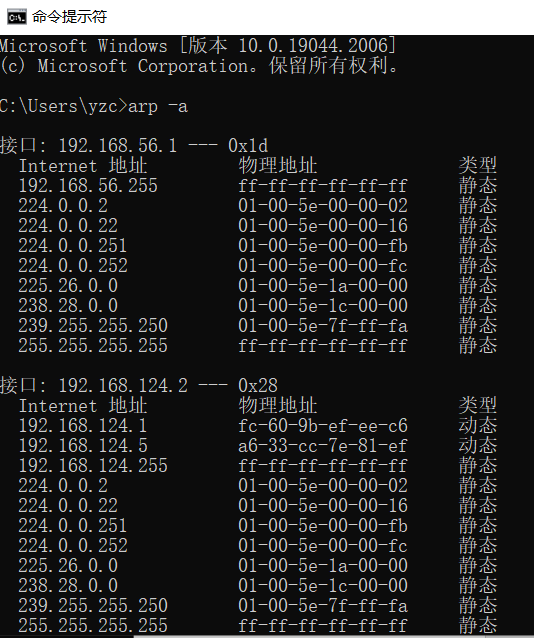 命令提示符
Microsoft Windows [版本 10.0.19044.2006]
(c) Microsoft Corporation。保留所有权利。
C:\Users\yzc>arp -a
接口: 192.168.56.1 --- 0x1d
Internet 地址 物理地址 类型
192.168.56.255 ff-ff-ff-ff-ff-ff 静态
224.0.0.2 01-00-5e-00-00-02 静态
224.0.0.22 01-00-5e-00-00-16 静态
224.0.0.251 01-00-5e-00-00-fb 静态
224.0.0.252 01-00-5e-00-00-fc 静态
225.26.0.0 01-00-5e-1a-00-00 静态
238.28.0.0 01-00-5e-1c-00-00 静态
239.255.255.250 01-00-5e-7f-ff-fa 静态
255.255.255.255 ff-ff-ff-ff-ff-ff 静态
接口: 192.168.124.2 --- 0x28
Internet 地址 物理地址 类型
192.168.124.1 fc-60-9b-ef-ee-c6 动态
192.168.124.5 a6-33-cc-7e-81-ef 动态
192.168.124.255 ff-ff-ff-ff-ff-ff 静态
224.0.0.2 01-00-5e-00-00-02 静态
224.0.0.22 01-00-5e-00-00-16 静态
224.0.0.251 01-00-5e-00-00-fb 静态
224.0.0.252 01-00-5e-00-00-fc 静态
225.26.0.0 01-00-5e-1a-00-00 静态
238.28.0.0 01-00-5e-1c-00-00 静态
239.255.255.250 01-00-5e-7f-ff-fa 静态
255.255.255.255 ff-ff-ff-ff-ff-ff 静态